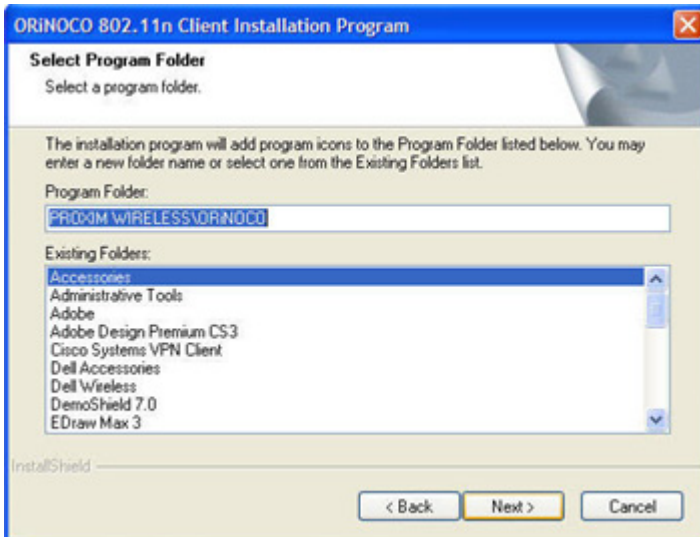 ORiNOCO 802.11n Client Installation Program
Select Program Folder
Select a program folder.
The installation program will add program icons to the Program Folder listed below. You may
enter a new folder name or select one from the Existing Folders list.
Program Folder:
PROXIM WIRELESS\ORiNOCO
Existing Folders:
Accessories
Administrative Tools
Adobe
Adobe Design Premium CS3
Cisco Systems VPN Client
Dell Accessories
Dell Wireless
DemoShield 7.0
EDraw Max 3
InstallShield
< Back
Next >
Cancel